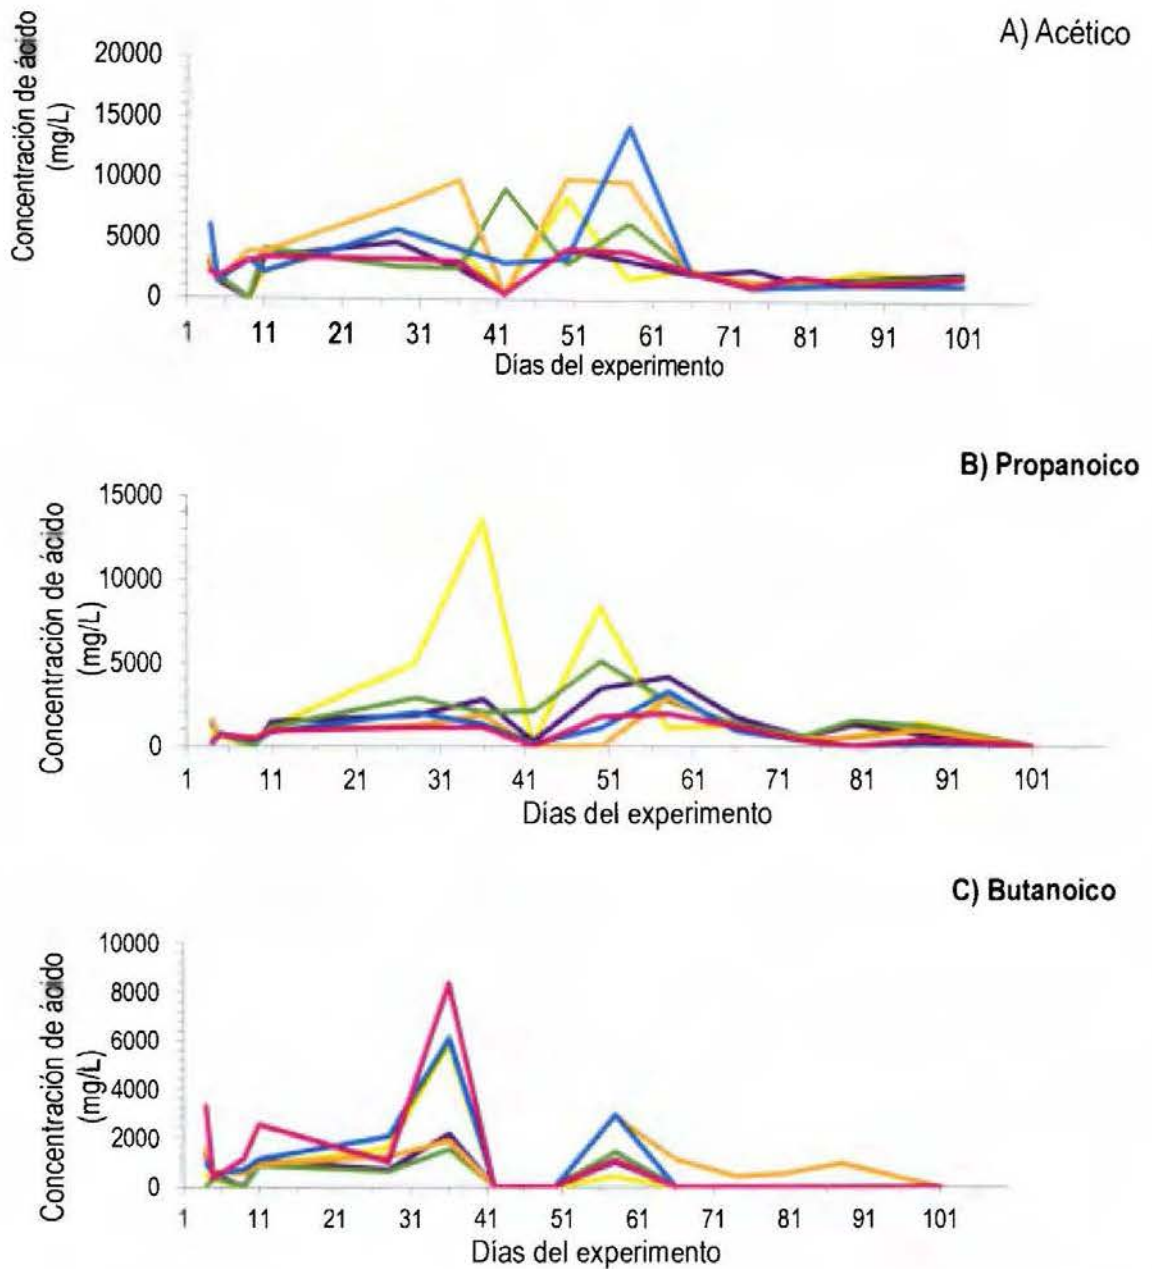 A) Acético
Concentración de ácido
(mg/L)
20000
15000
10000
5000
0
1 11 21 31 41 51 61 71 81 91 101
Días del experimento
B) Propanoico
Concentración de ácido
(mg/L)
15000
10000
5000
0
1 11 21 31 41 51 61 71 81 91 101
Días del experimento
C) Butanoico
Concentración de ácido
(mg/L)
10000
8000
6000
4000
2000
0
1 11 21 31 41 51 61 71 81 91 101
Días del experimento